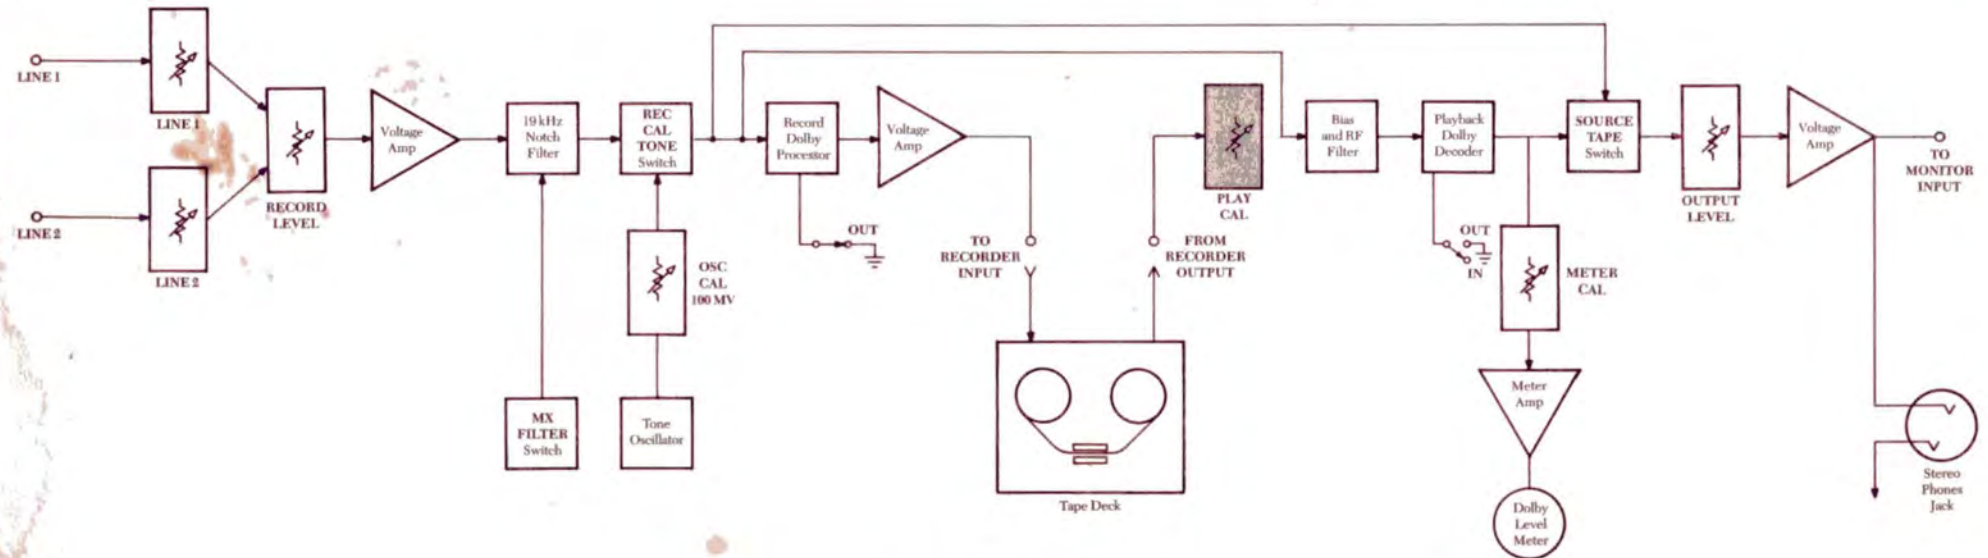 LINE 1
LINE 1
LINE 2
LINE 2
RECORD
LEVEL
Voltage
Amp
19 kHz
Notch
Filter
MX
FILTER
Switch
REC
CAL
TONE
Switch
OSC
CAL
100 MV
Tone
Oscillator
Record
Dolby
Processor
OUT
Voltage
Amp
TO
RECORDER
INPUT
FROM
RECORDER
OUTPUT
Tape Deck
PLAY
CAL
Bias
and RF
Filter
Playback
Dolby
Decoder
OUT
IN
METER
CAL
Meter
Amp
Dolby
Level
Meter
SOURCE
TAPE
Switch
OUTPUT
LEVEL
Voltage
Amp
TO
MONITOR
INPUT
Stereo
Phones
Jack